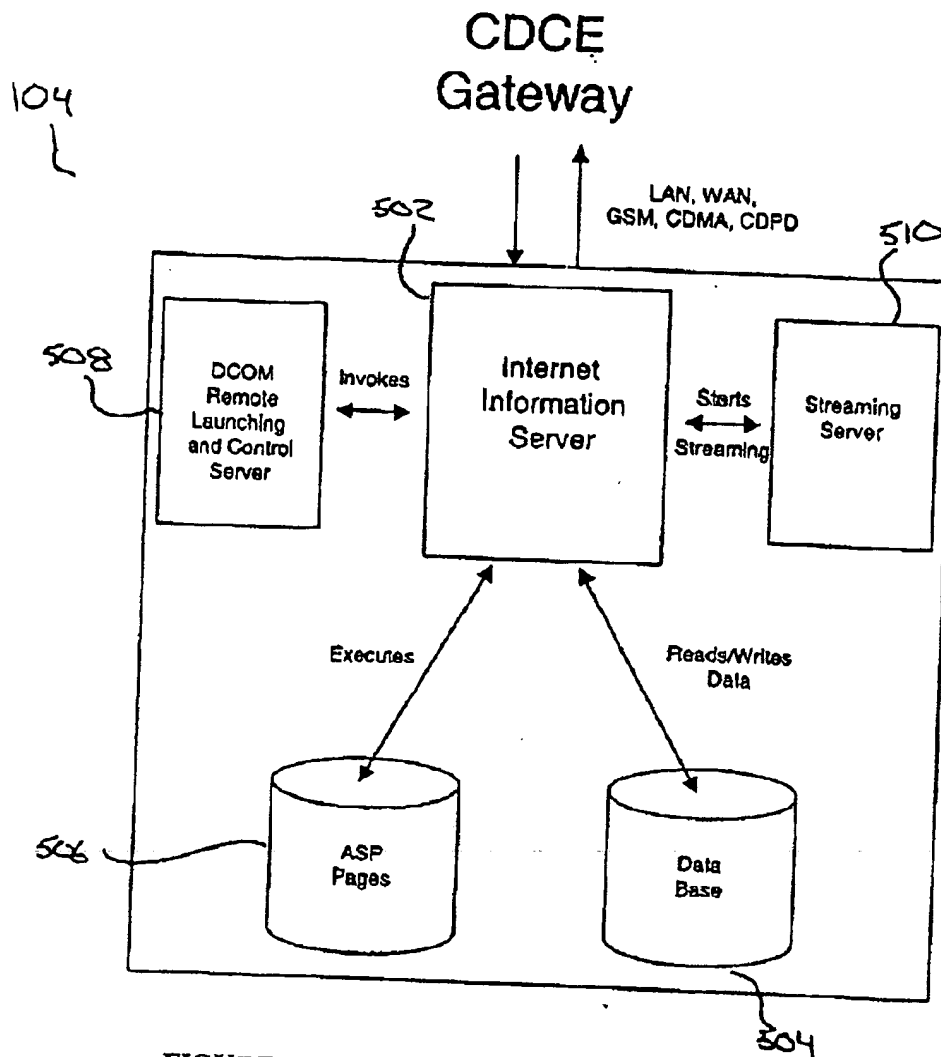 CDCE
Gateway
104
LAN, WAN,
GSM, CDMA, CDPD
502
510
508
DCOM
Remote
Launching
and Control
Server
Invokes
Internet
Information
Server
Starts
Streaming
Streaming
Server
Executes
Reads/Writes
Data
506
ASP
Pages
Data
Base
504